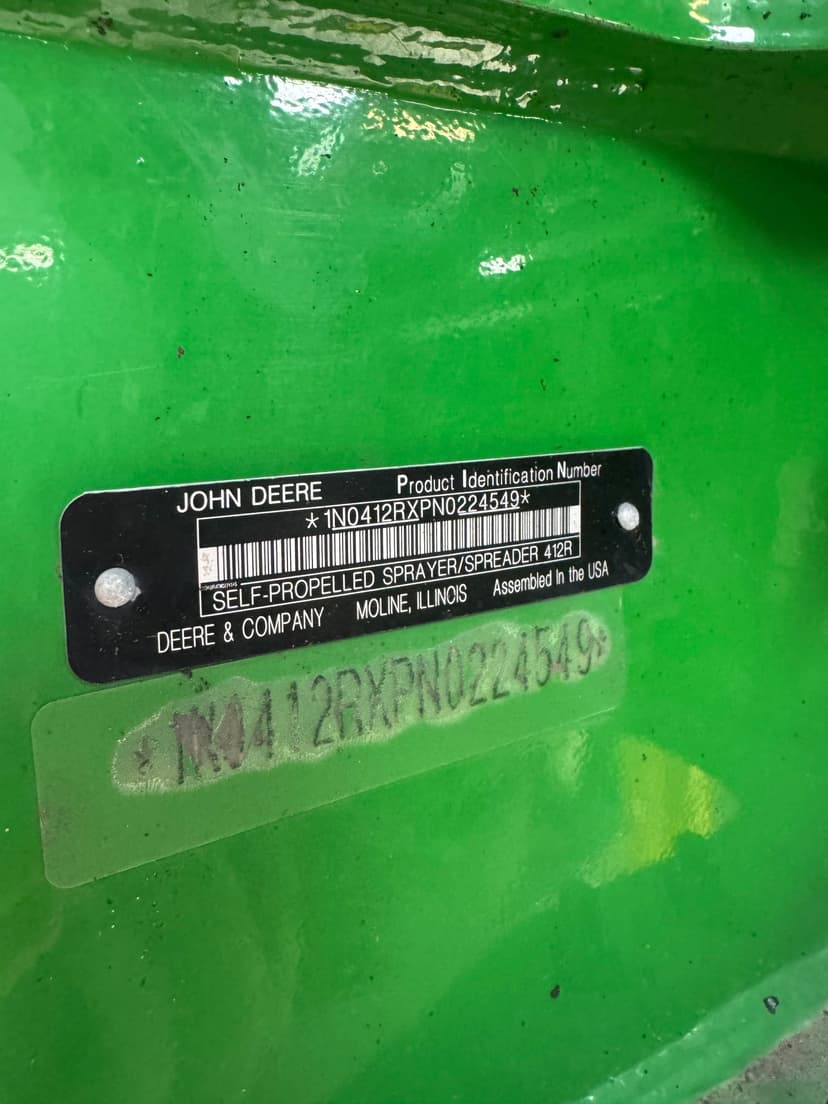 JOHN DEERE Product Identification Number
*1N0412RXPN0224549*
SELF-PROPELLED SPRAYER/SPREADER 412R
DEERE & COMPANY MOLINE, ILLINOIS Assembled in the USA
*1N0412RXPN0224549*